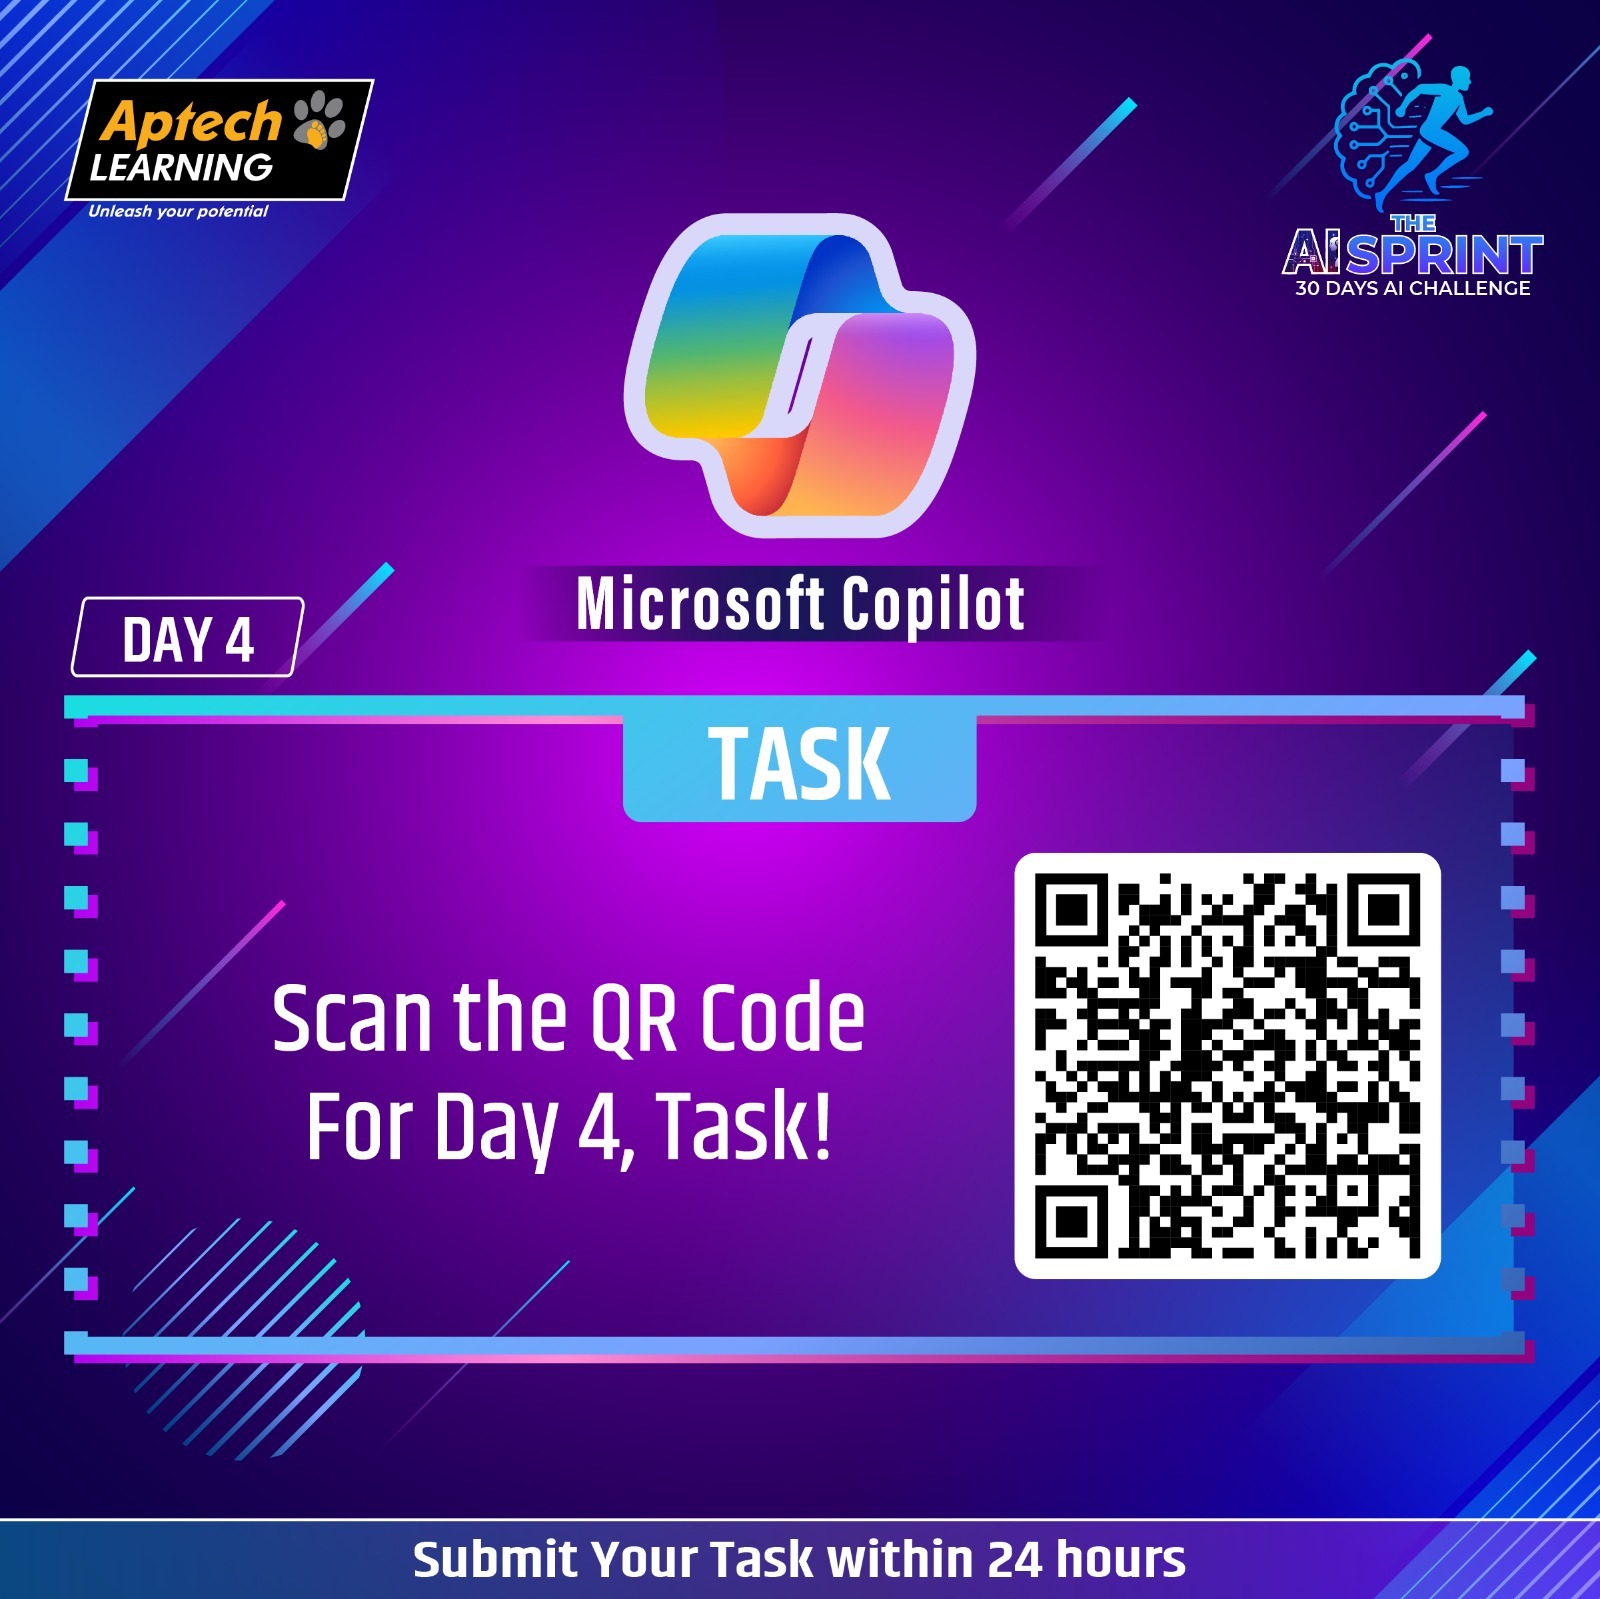 Aptech
LEARNING
Unleash your potential
THE
AI SPRINT
30 DAYS AI CHALLENGE
Microsoft Copilot
DAY 4
TASK
Scan the QR Code
For Day 4, Task!
Submit Your Task within 24 hours